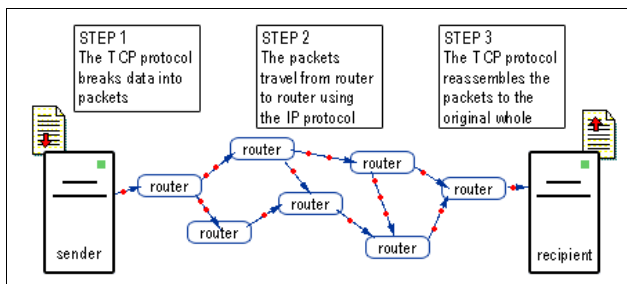 STEP 1
The TCP protocol
breaks data into
packets
STEP 2
The packets
travel from router
to router using
the IP protocol
STEP 3
The TCP protocol
reassembles the
packets to the
original whole
router
router
router
router
router
router
router
sender
recipient